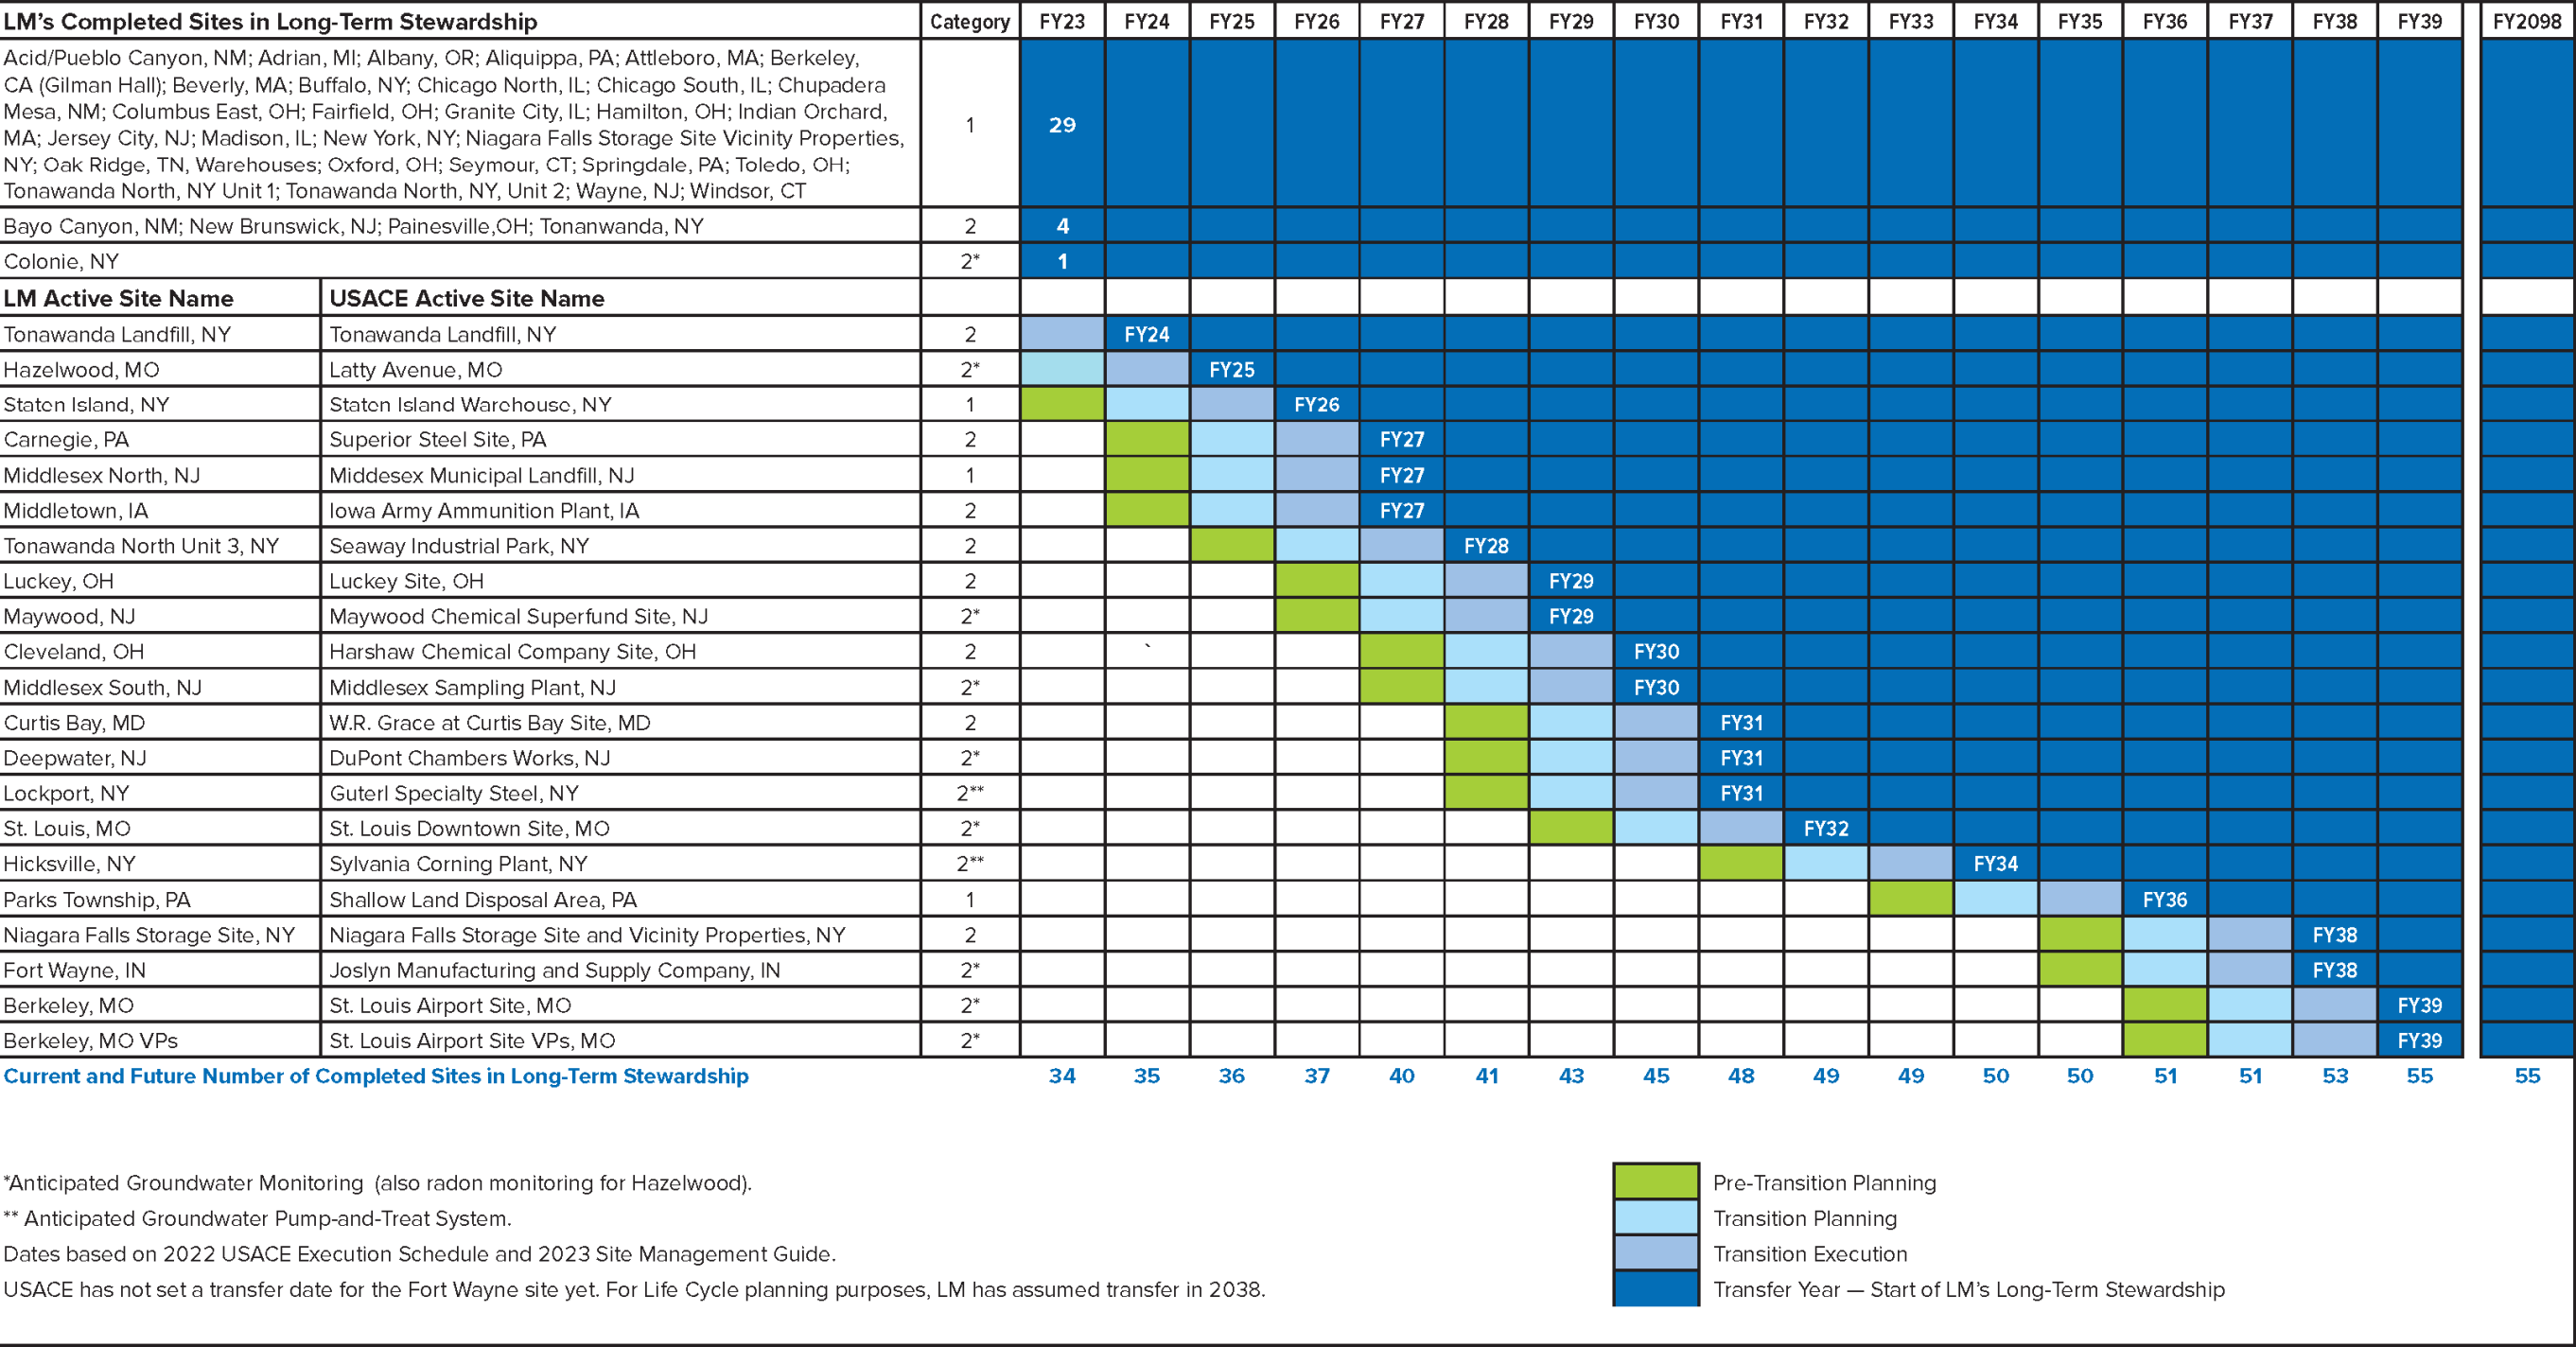 LM's Completed Sites in Long-Term Stewardship Category FY23 FY24 FY25 FY26 FY27 FY28 FY29 FY30 FY31 FY32 FY33 FY34 FY35 FY36 FY37 FY38 FY39 FY2098
Acid/Pueblo Canyon, NM; Adrian, MI; Albany, OR; Aliquippa, PA; Attleboro, MA; Berkeley,
CA (Gilman Hall); Beverly, MA; Buffalo, NY; Chicago North, IL; Chicago South, IL; Chupadera
Mesa, NM; Columbus East, OH; Fairfield, OH; Granite City, IL; Hamilton, OH; Indian Orchard,
MA; Jersey City, NJ; Madison, IL; New York, NY; Niagara Falls Storage Site Vicinity Properties,
NY; Oak Ridge, TN, Warehouses; Oxford, OH; Seymour, CT; Springdale, PA; Toledo, OH;
Tonawanda North, NY Unit 1; Tonawanda North, NY, Unit 2; Wayne, NJ; Windsor, CT
1 29
Bayo Canyon, NM; New Brunswick, NJ; Painesville,OH; Tonanwanda, NY 2 4
Colonie, NY 2* 1
LM Active Site Name USACE Active Site Name
Tonawanda Landfill, NY Tonawanda Landfill, NY 2 FY24
Hazelwood, MO Latty Avenue, MO 2* FY25
Staten Island, NY Staten Island Warehouse, NY 1 FY26
Carnegie, PA Superior Steel Site, PA 2 FY27
Middlesex North, NJ Middesex Municipal Landfill, NJ 1 FY27
Middletown, IA Iowa Army Ammunition Plant, IA 2 FY27
Tonawanda North Unit 3, NY Seaway Industrial Park, NY 2 FY28
Luckey, OH Luckey Site, OH 2 FY29
Maywood, NJ Maywood Chemical Superfund Site, NJ 2* FY29
Cleveland, OH Harshaw Chemical Company Site, OH 2 ` FY30
Middlesex South, NJ Middlesex Sampling Plant, NJ 2* FY30
Curtis Bay, MD W.R. Grace at Curtis Bay Site, MD 2 FY31
Deepwater, NJ DuPont Chambers Works, NJ 2* FY31
Lockport, NY Guterl Specialty Steel, NY 2** FY31
St. Louis, MO St. Louis Downtown Site, MO 2* FY32
Hicksville, NY Sylvania Corning Plant, NY 2** FY34
Parks Township, PA Shallow Land Disposal Area, PA 1 FY36
Niagara Falls Storage Site, NY Niagara Falls Storage Site and Vicinity Properties, NY 2 FY38
Fort Wayne, IN Joslyn Manufacturing and Supply Company, IN 2* FY38
Berkeley, MO St. Louis Airport Site, MO 2* FY39
Berkeley, MO VPs St. Louis Airport Site VPs, MO 2* FY39
Current and Future Number of Completed Sites in Long-Term Stewardship 34 35 36 37 40 41 43 45 48 49 49 50 50 51 51 53 55 55
*Anticipated Groundwater Monitoring (also radon monitoring for Hazelwood).
** Anticipated Groundwater Pump-and-Treat System.
Dates based on 2022 USACE Execution Schedule and 2023 Site Management Guide.
USACE has not set a transfer date for the Fort Wayne site yet. For Life Cycle planning purposes, LM has assumed transfer in 2038.
Pre-Transition Planning
Transition Planning
Transition Execution
Transfer Year — Start of LM's Long-Term Stewardship